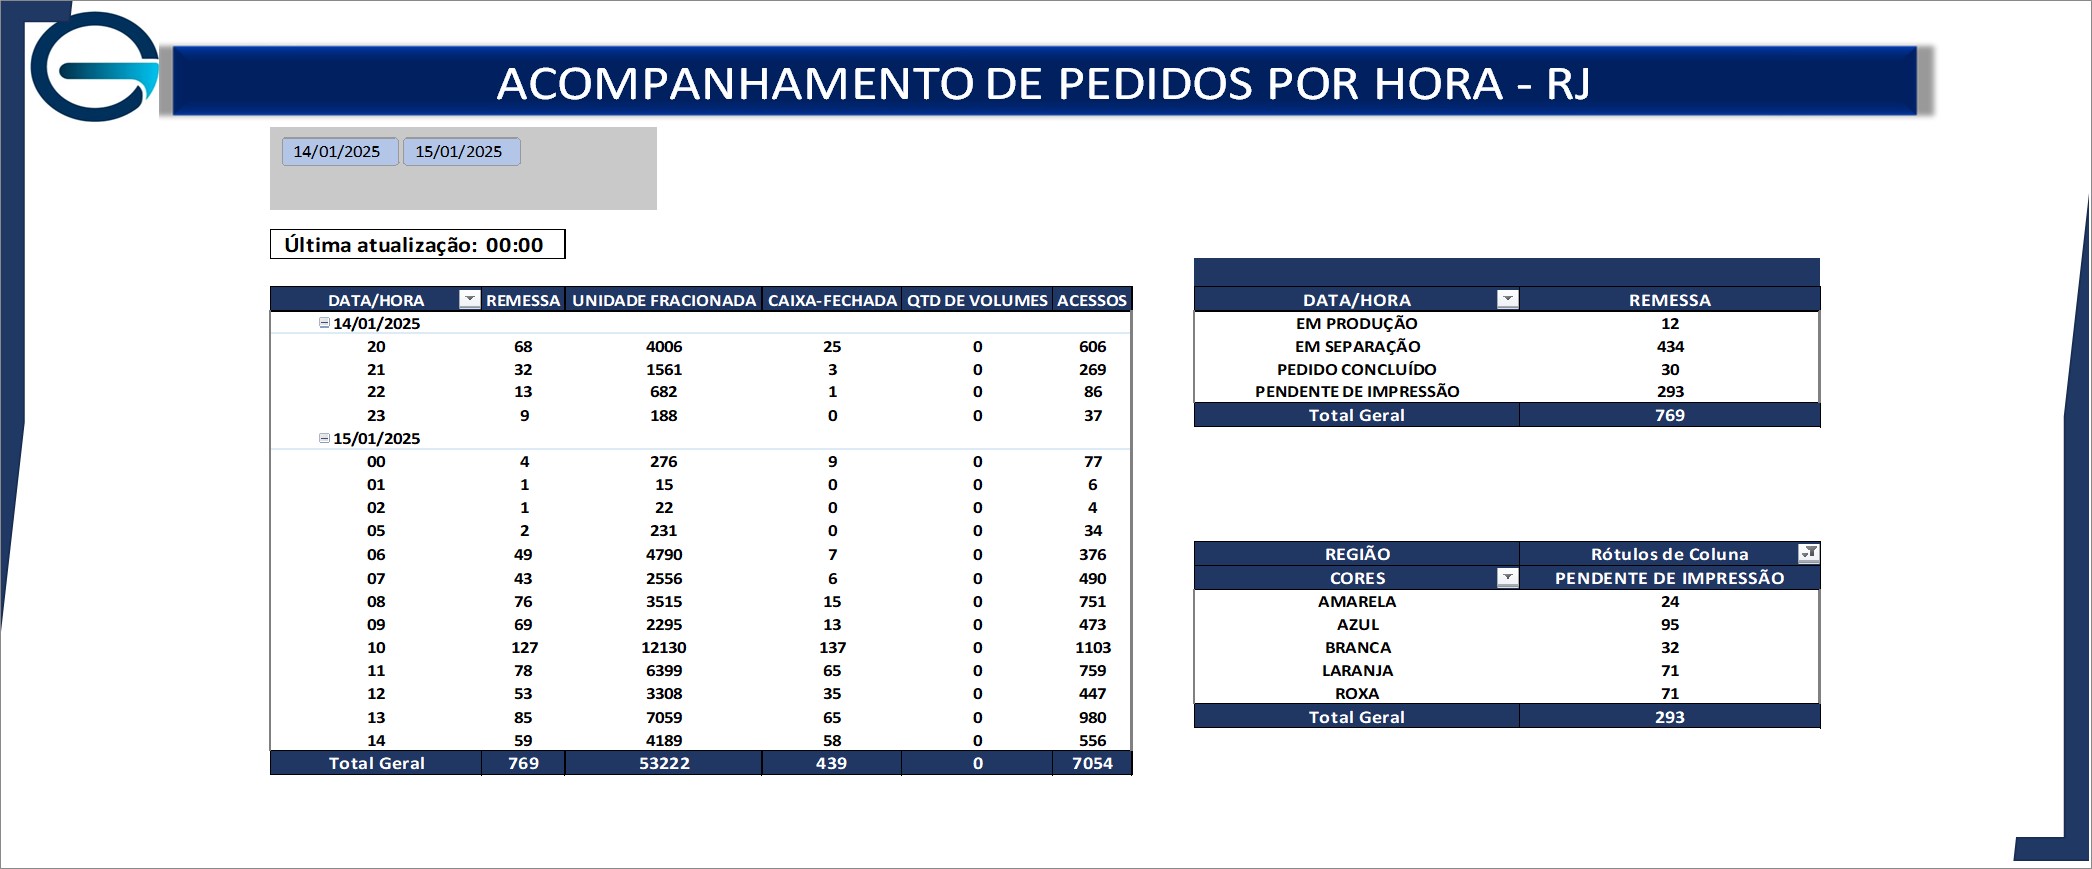 ACOMPANHAMENTO DE PEDIDOS POR HORA - RJ
14/01/2025 15/01/2025
Última atualização: 00:00
DATA/HORA REMESSA UNIDADE FRACIONADA CAIXA-FECHADA QTD DE VOLUMES ACESSOS
14/01/2025
20 68 4006 25 0 606
21 32 1561 3 0 269
22 13 682 1 0 86
23 9 188 0 0 37
15/01/2025
00 4 276 9 0 77
01 1 15 0 0 6
02 1 22 0 0 4
05 2 231 0 0 34
06 49 4790 7 0 376
07 43 2556 6 0 490
08 76 3515 15 0 751
09 69 2295 13 0 473
10 127 12130 137 0 1103
11 78 6399 65 0 759
12 53 3308 35 0 447
13 85 7059 65 0 980
14 59 4189 58 0 556
Total Geral 769 53222 439 0 7054
DATA/HORA REMESSA
EM PRODUÇÃO 12
EM SEPARAÇÃO 434
PEDIDO CONCLUÍDO 30
PENDENTE DE IMPRESSÃO 293
Total Geral 769
REGIÃO Rótulos de Coluna
CORES PENDENTE DE IMPRESSÃO
AMARELA 24
AZUL 95
BRANCA 32
LARANJA 71
ROXA 71
Total Geral 293